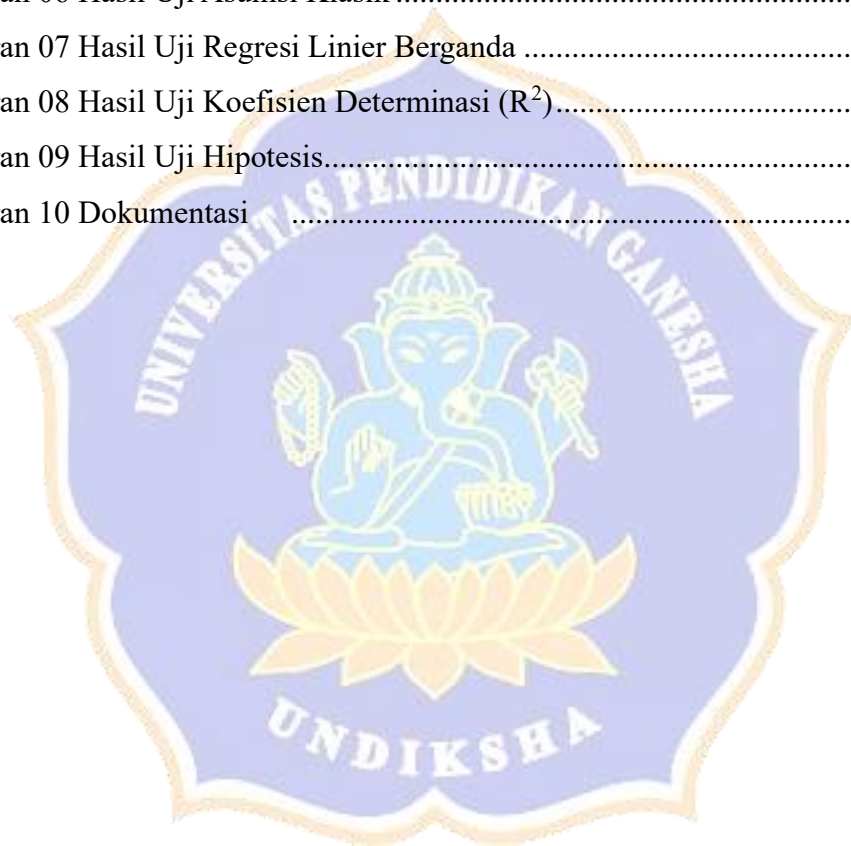 an 06 Hasil Uji Asumsi Klasik ....................................................................
an 07 Hasil Uji Regresi Linier Berganda .........................................
an 08 Hasil Uji Koefisien Determinasi (R²).....................................
an 09 Hasil Uji Hipotesis..................................................................
an 10 Dokumentasi ......................................................................
UNIVERSITAS PENDIDIKAN GANESHA
UNDIKSHA